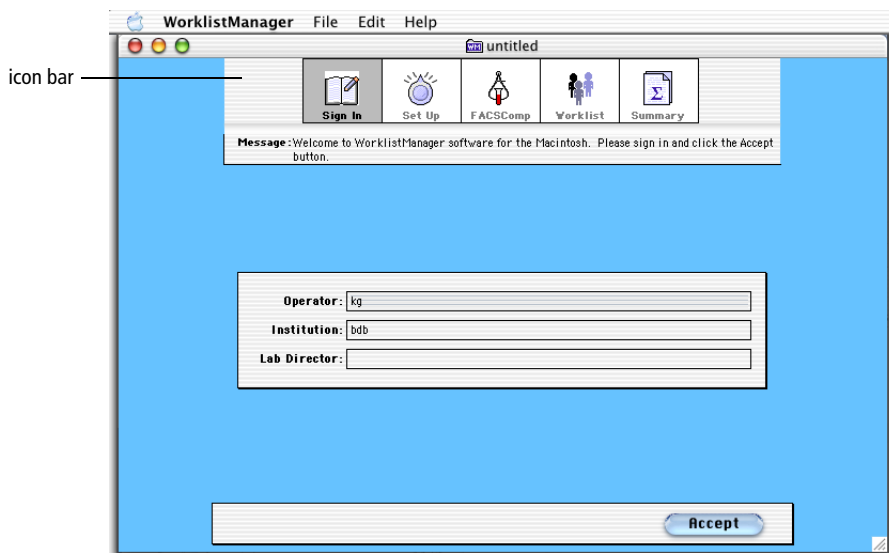 WorklistManager File Edit Help
untitled
icon bar
Sign In Set Up FACSComp Worklist Summary
Message: Welcome to WorklistManager software for the Macintosh. Please sign in and click the Accept
button.
Operator: kg
Institution: bdb
Lab Director:
Accept